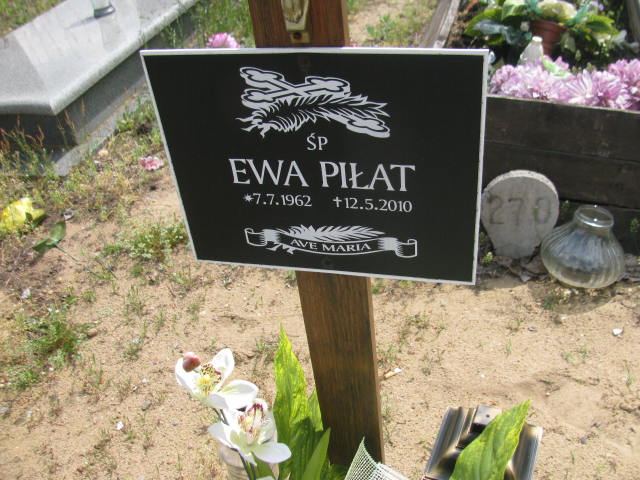 ŚP
EWA PIŁAT
*7.7.1962 †12.5.2010
AVE MARIA
270